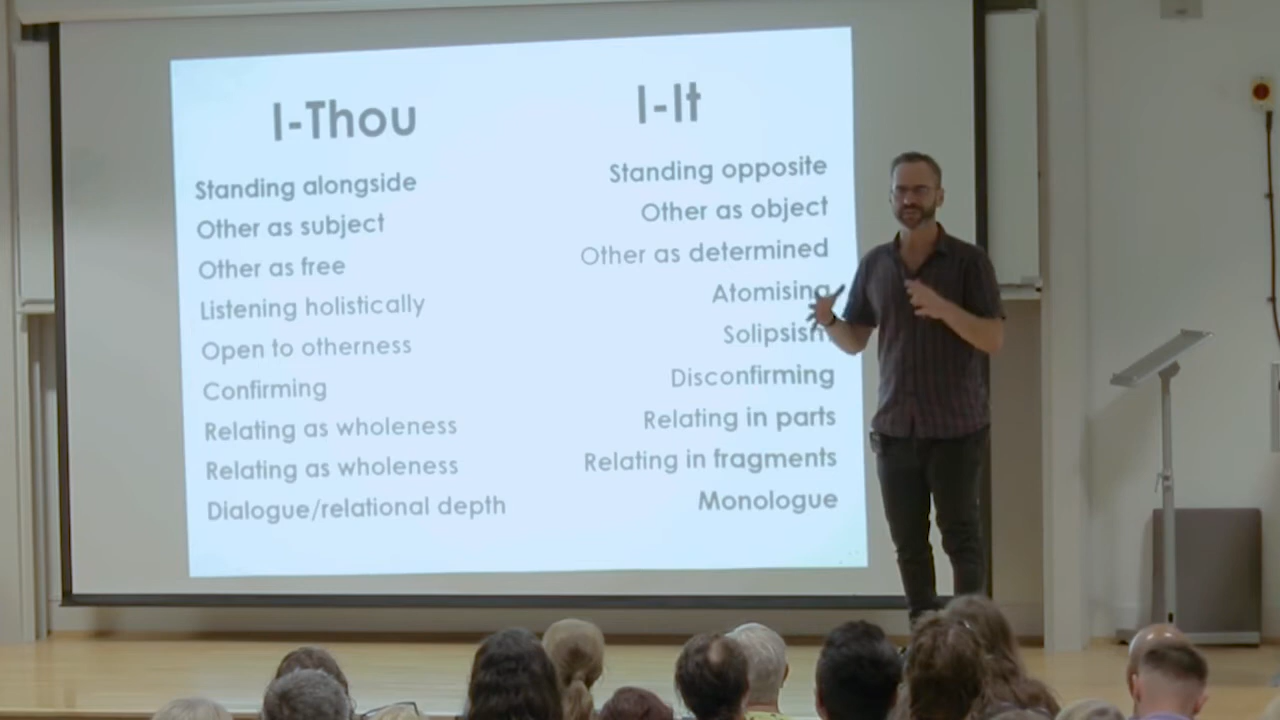 I-Thou
Standing alongside
Other as subject
Other as free
Listening holistically
Open to otherness
Confirming
Relating as wholeness
Relating as wholeness
Dialogue/relational depth
I-It
Standing opposite
Other as object
Other as determined
Atomising
Solipsism
Disconfirming
Relating in parts
Relating in fragments
Monologue